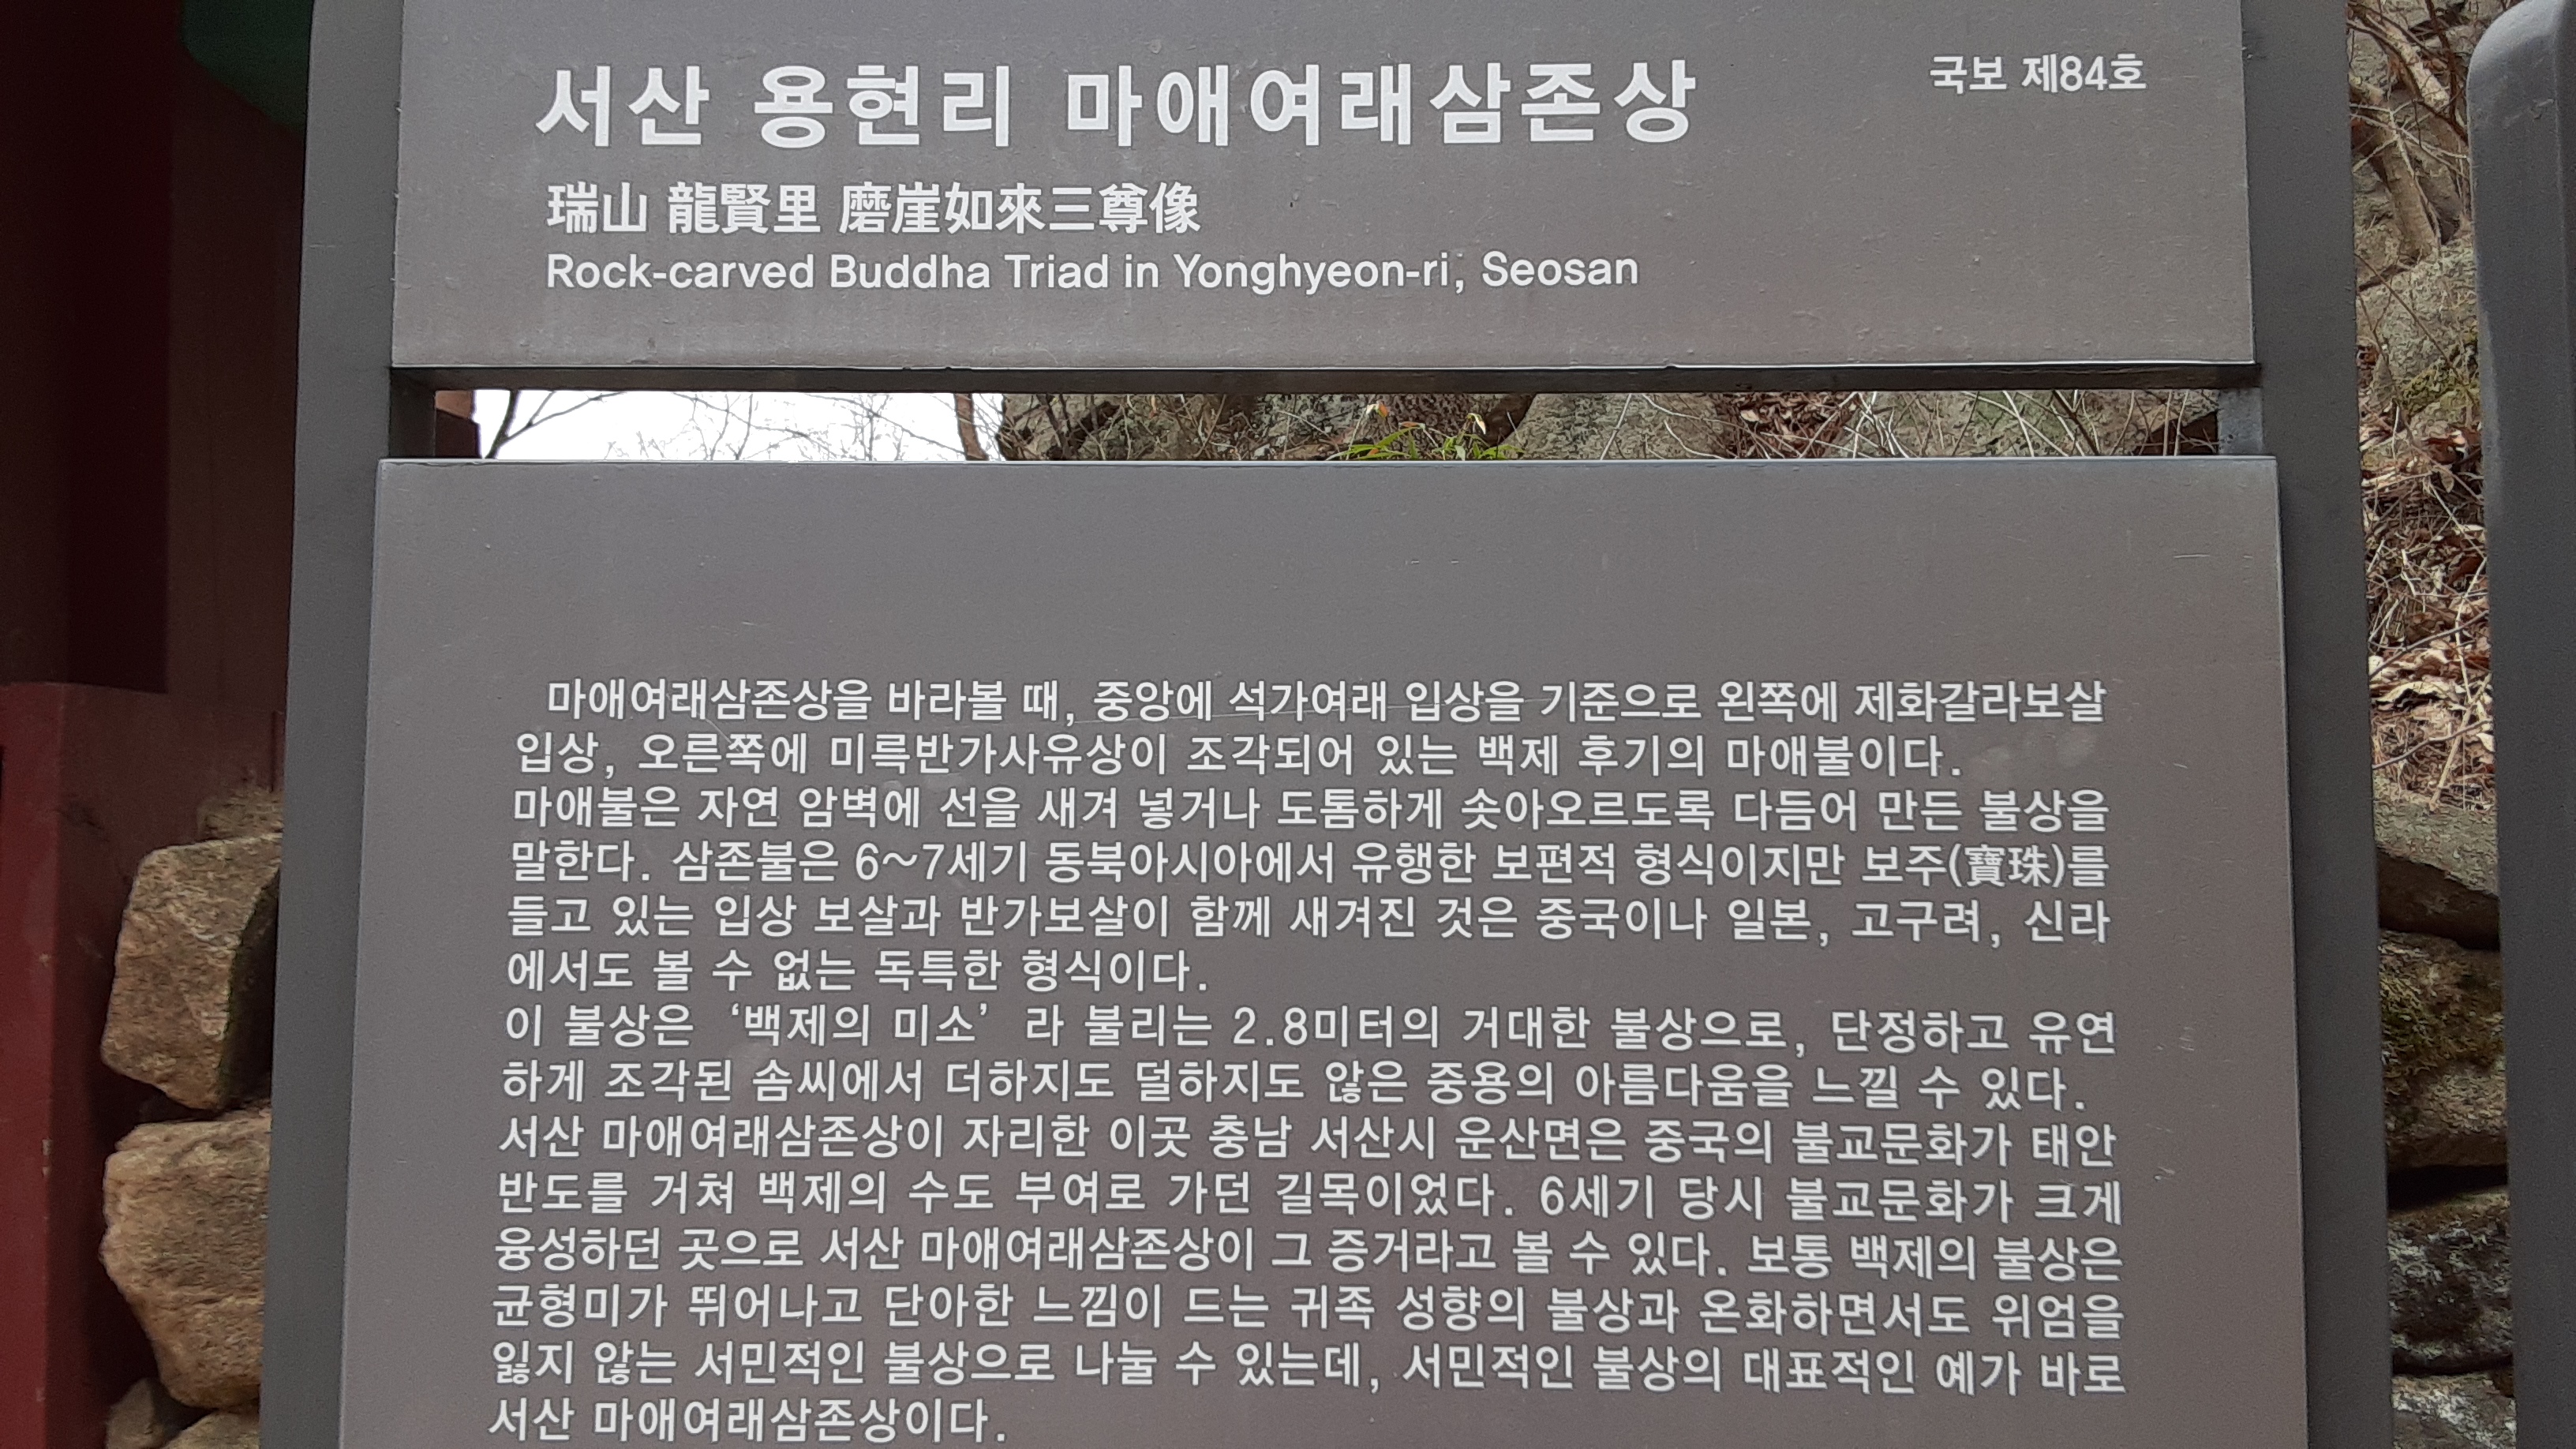 서산 용현리 마애여래삼존상
국보 제84호
瑞山 龍賢里 磨崖如來三尊像
Rock-carved Buddha Triad in Yonghyeon-ri, Seosan
마애여래삼존상을 바라볼 때, 중앙에 석가여래 입상을 기준으로 왼쪽에 제화갈라보살
입상, 오른쪽에 미륵반가사유상이 조각되어 있는 백제 후기의 마애불이다.
마애불은 자연 암벽에 선을 새겨 넣거나 도톰하게 솟아오르도록 다듬어 만든 불상을
말한다. 삼존불은 6~7세기 동북아시아에서 유행한 보편적 형식이지만 보주(寶珠)를
들고 있는 입상 보살과 반가보살이 함께 새겨진 것은 중국이나 일본, 고구려, 신라
에서도 볼 수 없는 독특한 형식이다.
이 불상은 ‘백제의 미소’ 라 불리는 2.8미터의 거대한 불상으로, 단정하고 유연
하게 조각된 솜씨에서 더하지도 덜하지도 않은 중용의 아름다움을 느낄 수 있다.
서산 마애여래삼존상이 자리한 이곳 충남 서산시 운산면은 중국의 불교문화가 태안
반도를 거쳐 백제의 수도 부여로 가던 길목이었다. 6세기 당시 불교문화가 크게
융성하던 곳으로 서산 마애여래삼존상이 그 증거라고 볼 수 있다. 보통 백제의 불상은
균형미가 뛰어나고 단아한 느낌이 드는 귀족 성향의 불상과 온화하면서도 위엄을
잃지 않는 서민적인 불상으로 나눌 수 있는데, 서민적인 불상의 대표적인 예가 바로
서산 마애여래삼존상이다.